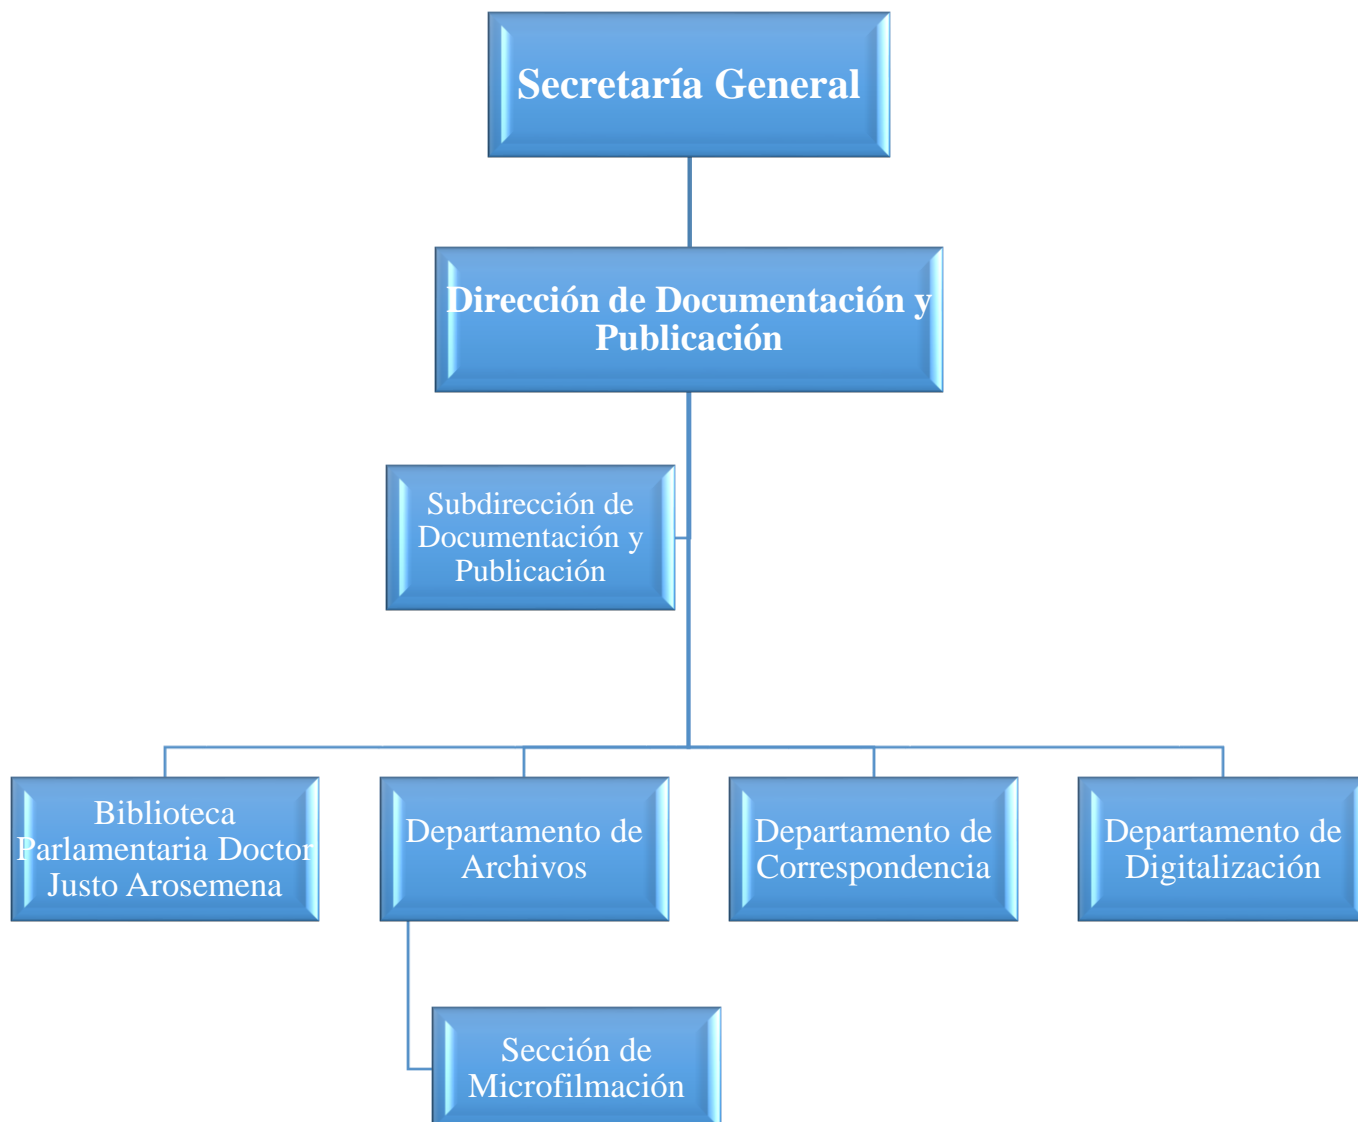 Secretaría General
Dirección de Documentación y
Publicación
Subdirección de
Documentación y
Publicación
Biblioteca
Parlamentaria Doctor
Justo Arosemena
Departamento de
Archivos
Departamento de
Correspondencia
Departamento de
Digitalización
Sección de
Microfilmación